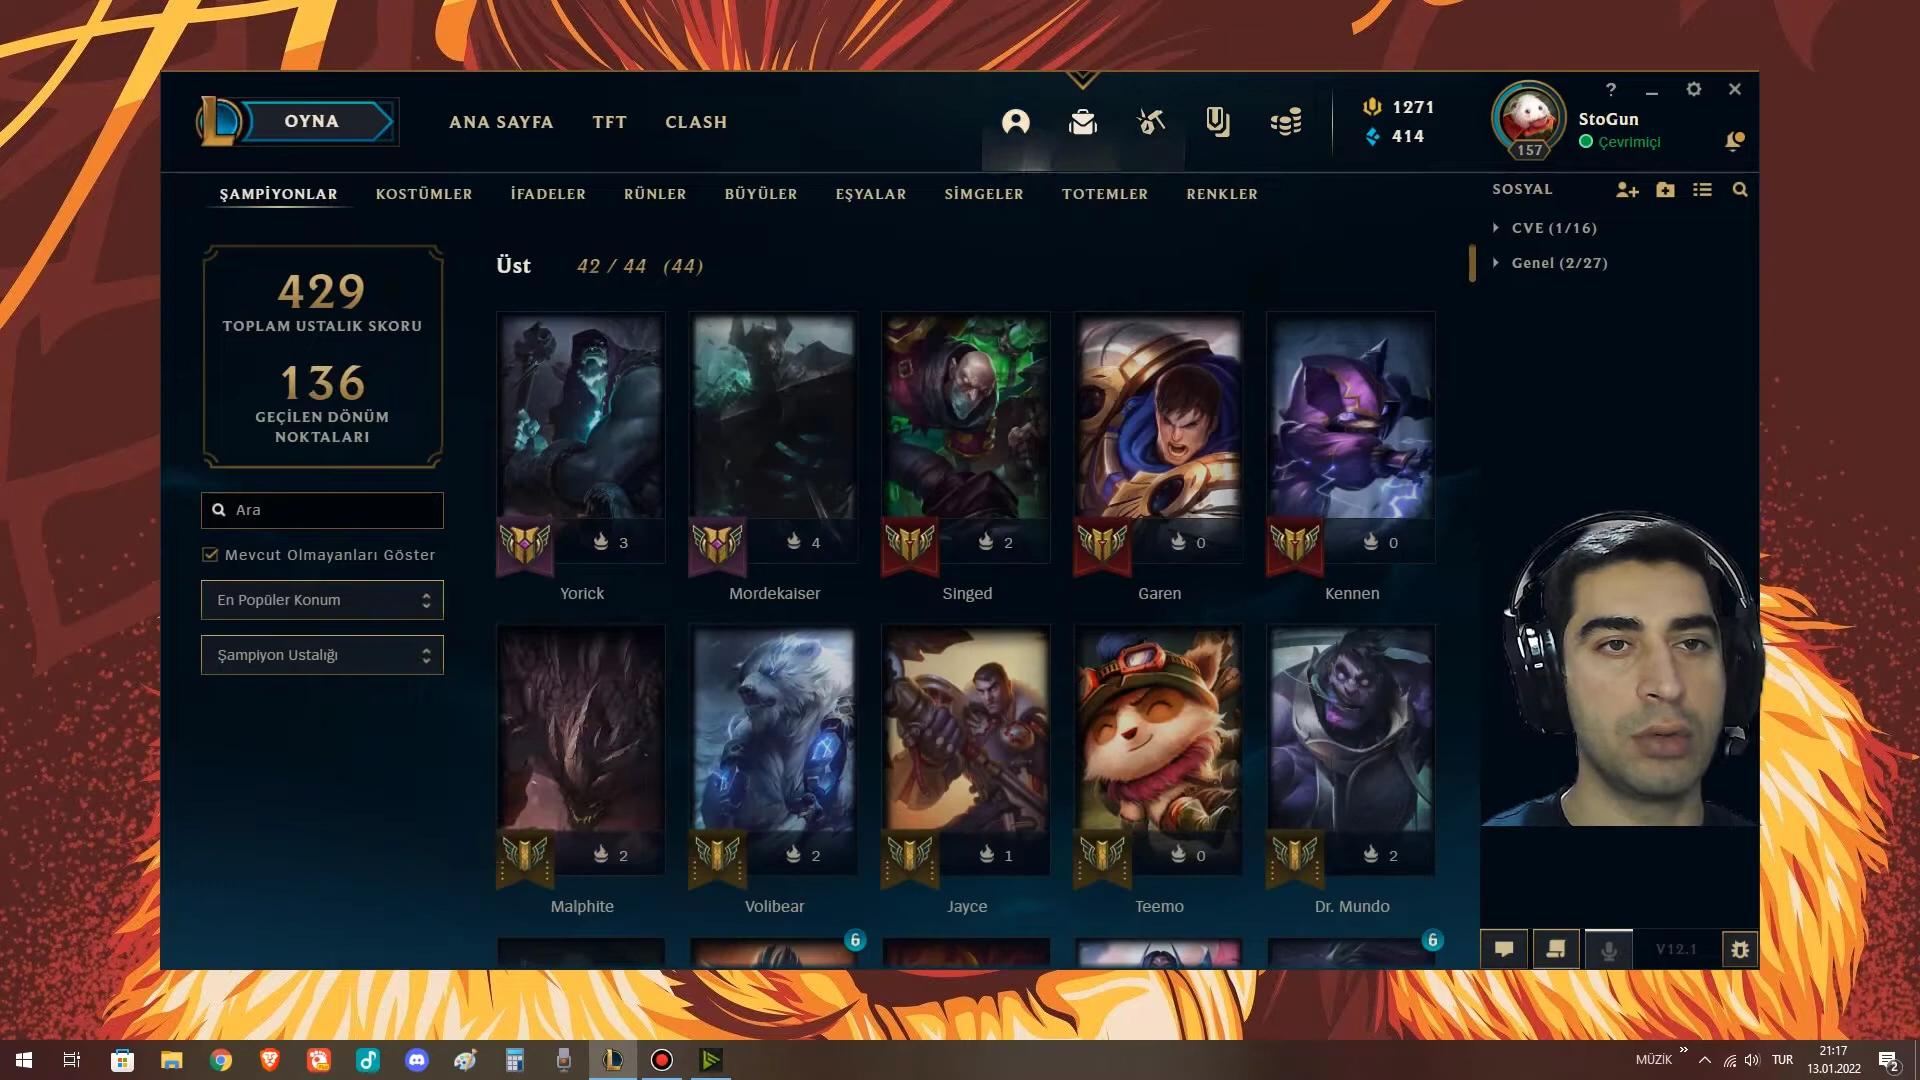 OYNA
ANA SAYFA
TFT
CLASH
1271
414
157
StoGun
Çevrimiçi
?
ŞAMPİYONLAR
KOSTÜMLER
İFADELER
RÜNLER
BÜYÜLER
EŞYALAR
SİMGELER
TOTEMLER
RENKLER
SOSYAL
CVE (1/16)
Genel (2/27)
429
TOPLAM USTALIK SKORU
136
GEÇİLEN DÖNÜM
NOKTALARI
Ara
Mevcut Olmayanları Göster
En Popüler Konum
Şampiyon Ustalığı
Üst 42 / 44 (44)
3
4
2
0
0
Yorick
Mordekaiser
Singed
Garen
Kennen
2
2
1
0
2
Malphite
Volibear
Jayce
Teemo
Dr. Mundo
6
6
V12.1
MÜZİK
TUR
21:17
13.01.2022
2